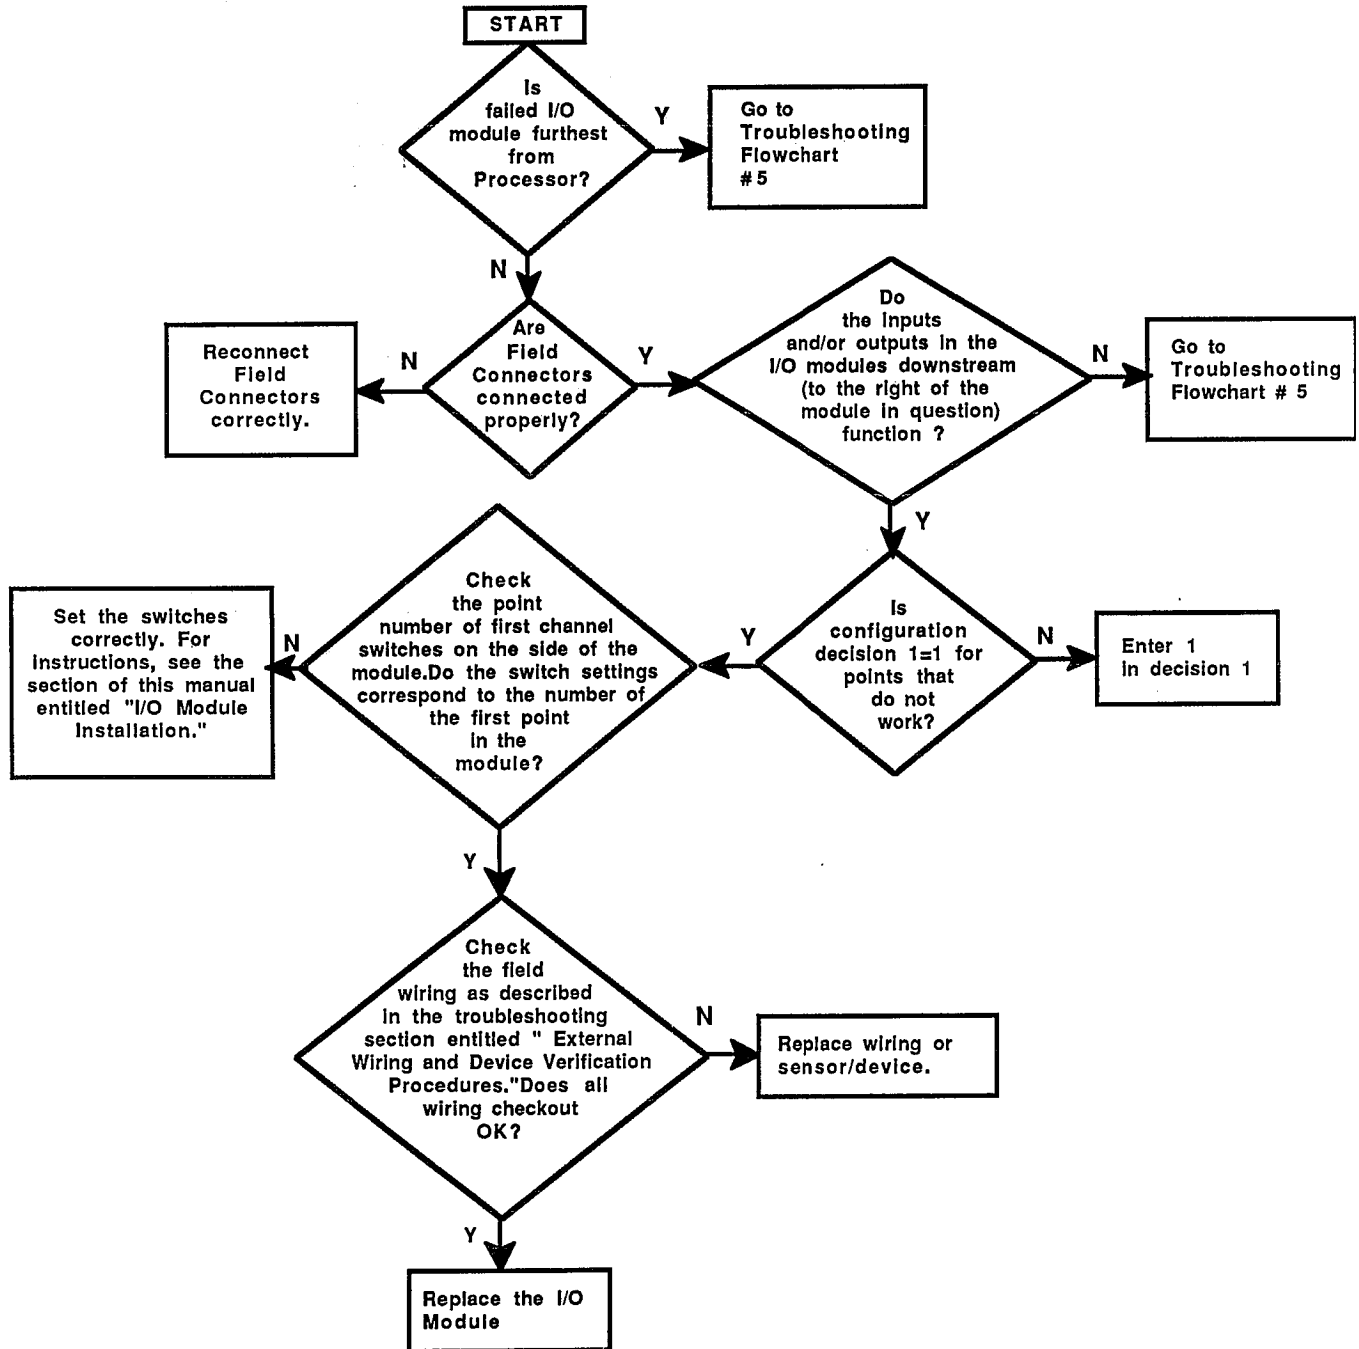 START
Is
failed I/O
module furthest
from
Processor?
Y
Go to
Troubleshooting
Flowchart
#5
N
Are
Field
Connectors
connected
properly?
N
Reconnect
Field
Connectors
correctly.
Y
Do
the inputs
and/or outputs in the
I/O modules downstream
(to the right of the
module in question)
function ?
N
Go to
Troubleshooting
Flowchart # 5
Y
Is
configuration
decision 1=1 for
points that
do not
work?
N
Enter 1
in decision 1
Y
Check
the point
number of first channel
switches on the side of the
module.Do the switch settings
correspond to the number of
the first point
in the
module?
N
Set the switches
correctly. For
instructions, see the
section of this manual
entitled "I/O Module
Installation."
Y
Check
the field
wiring as described
in the troubleshooting
section entitled " External
Wiring and Device Verification
Procedures."Does all
wiring checkout
OK?
N
Replace wiring or
sensor/device.
Y
Replace the I/O
Module